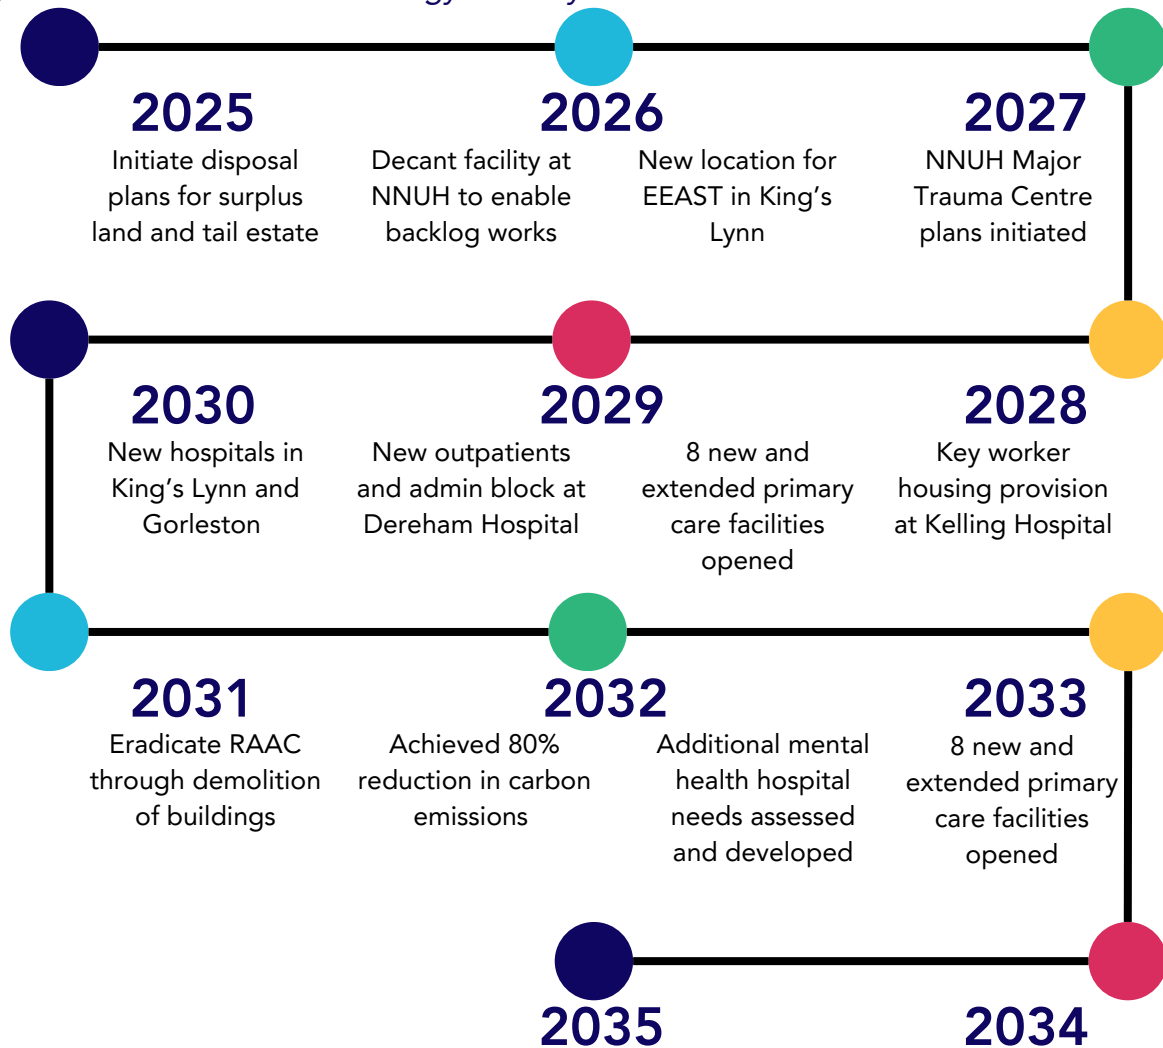 2025
Initiate disposal
plans for surplus
land and tail estate
2026
Decant facility at
NNUH to enable
backlog works
New location for
EEAST in King's
Lynn
2027
NNUH Major
Trauma Centre
plans initiated
2028
Key worker
housing provision
at Kelling Hospital
2029
New outpatients
and admin block at
Dereham Hospital
8 new and
extended primary
care facilities
opened
2030
New hospitals in
King's Lynn and
Gorleston
2031
Eradicate RAAC
through demolition
of buildings
2032
Achieved 80%
reduction in carbon
emissions
Additional mental
health hospital
needs assessed
and developed
2033
8 new and
extended primary
care facilities
opened
2034
2035